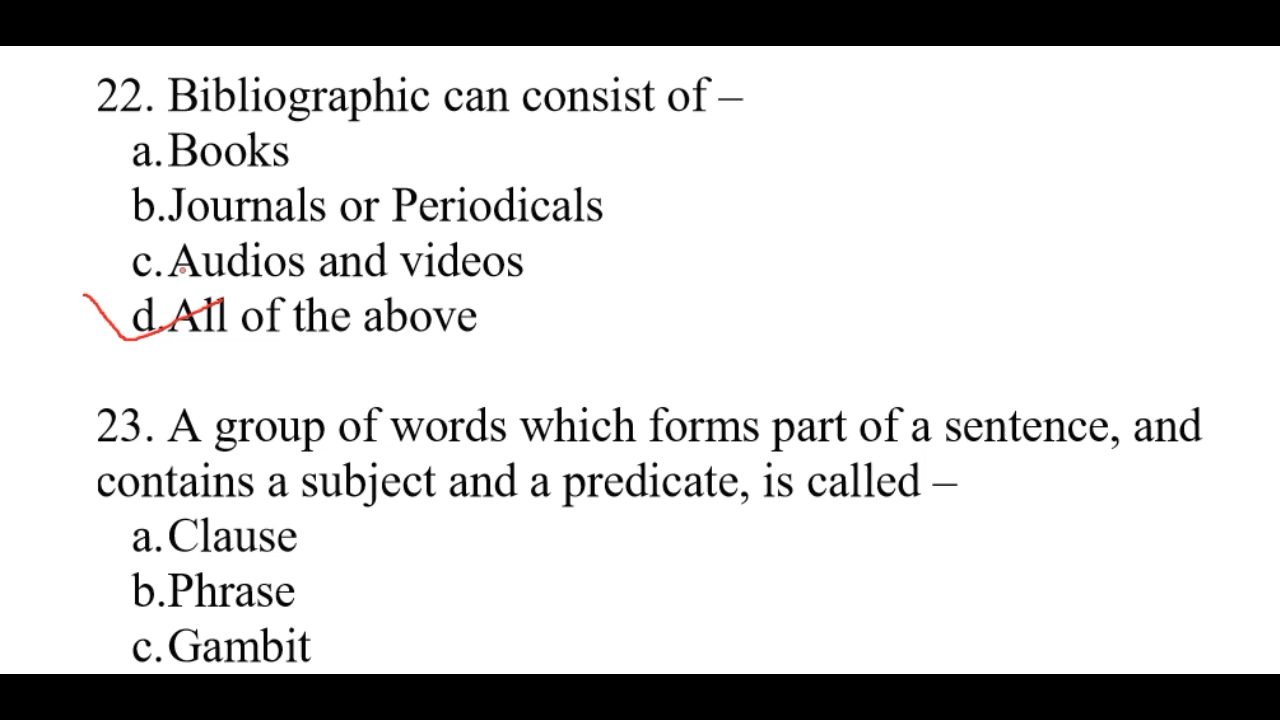 22. Bibliographic can consist of –
a. Books
b. Journals or Periodicals
c. Audios and videos
d. All of the above
23. A group of words which forms part of a sentence, and
contains a subject and a predicate, is called –
a. Clause
b. Phrase
c. Gambit